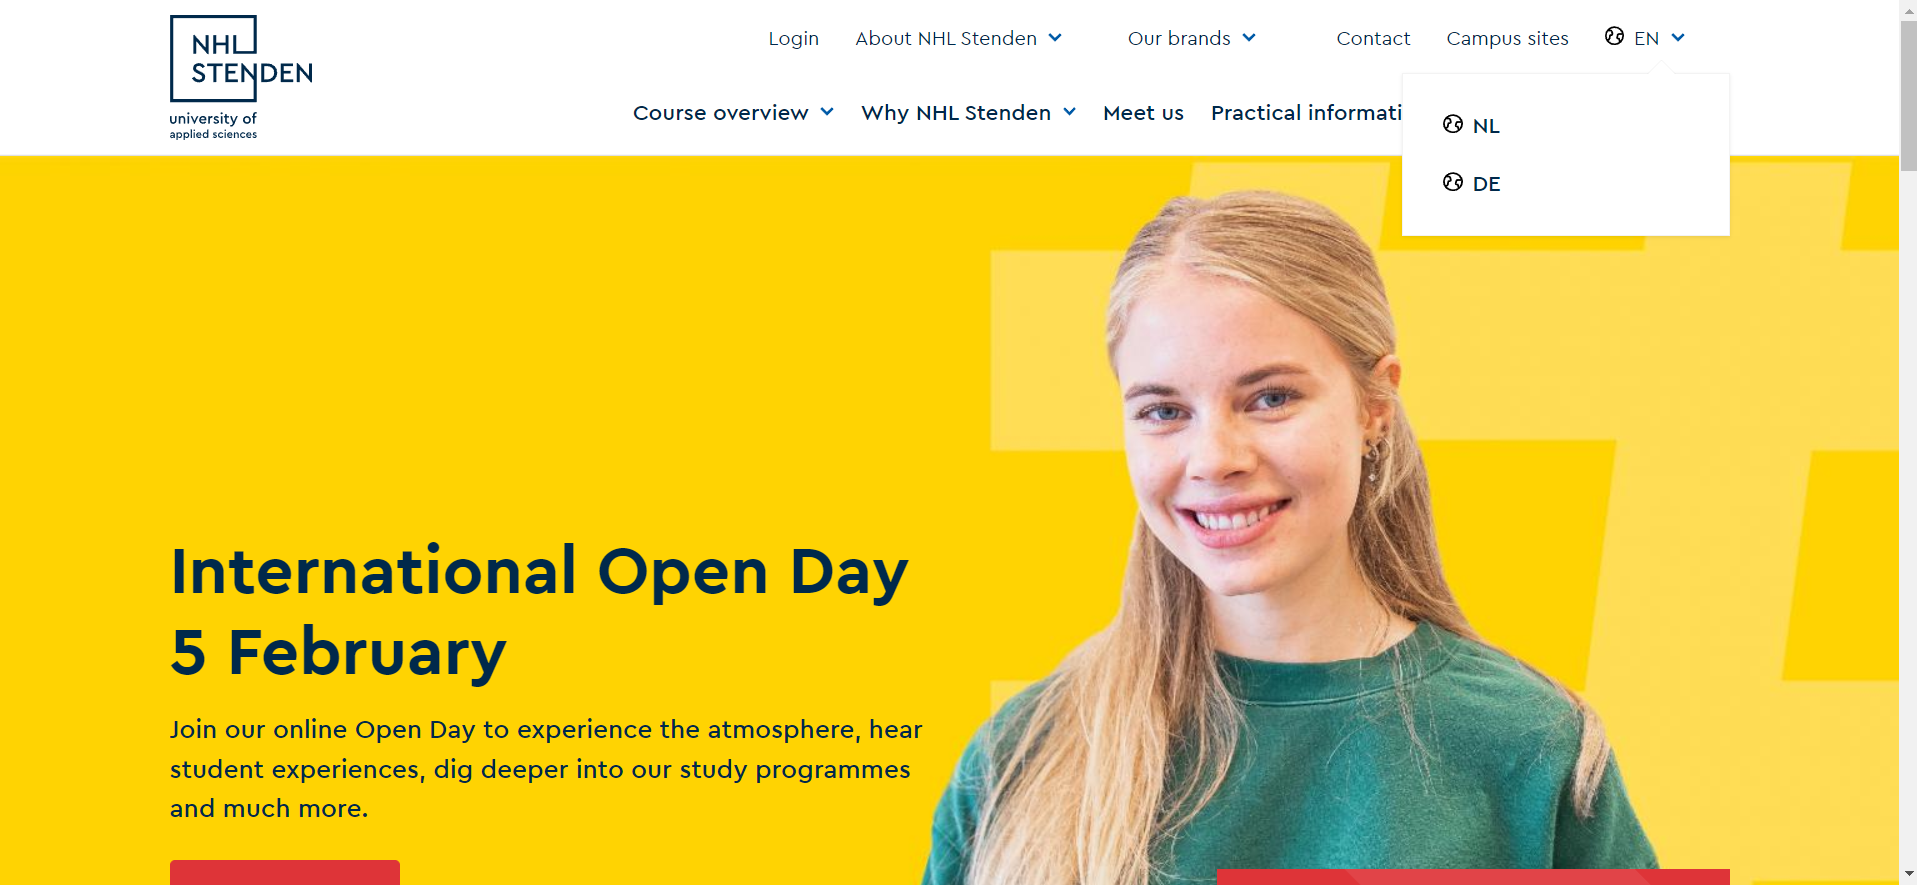 NHL
STENDEN
university of
applied sciences
Login
About NHL Stenden
Our brands
Contact
Campus sites
EN
Course overview
Why NHL Stenden
Meet us
Practical informati
NL
DE
International Open Day
5 February
Join our online Open Day to experience the atmosphere, hear
student experiences, dig deeper into our study programmes
and much more.